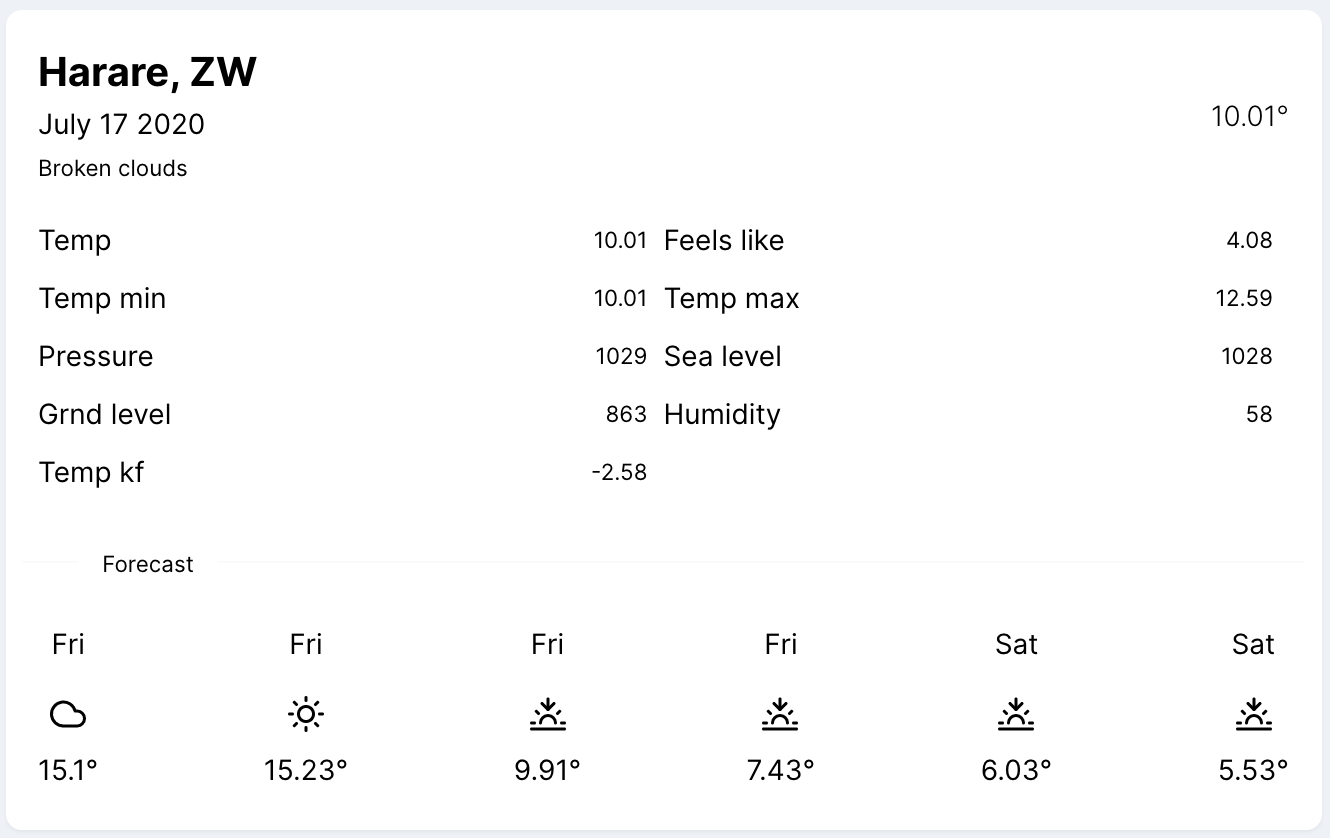 Harare, ZW
July 17 2020
10.01°
Broken clouds
Temp 10.01 Feels like 4.08
Temp min 10.01 Temp max 12.59
Pressure 1029 Sea level 1028
Grnd level 863 Humidity 58
Temp kf -2.58
Forecast
Fri Fri Fri Fri Sat Sat
15.1° 15.23° 9.91° 7.43° 6.03° 5.53°